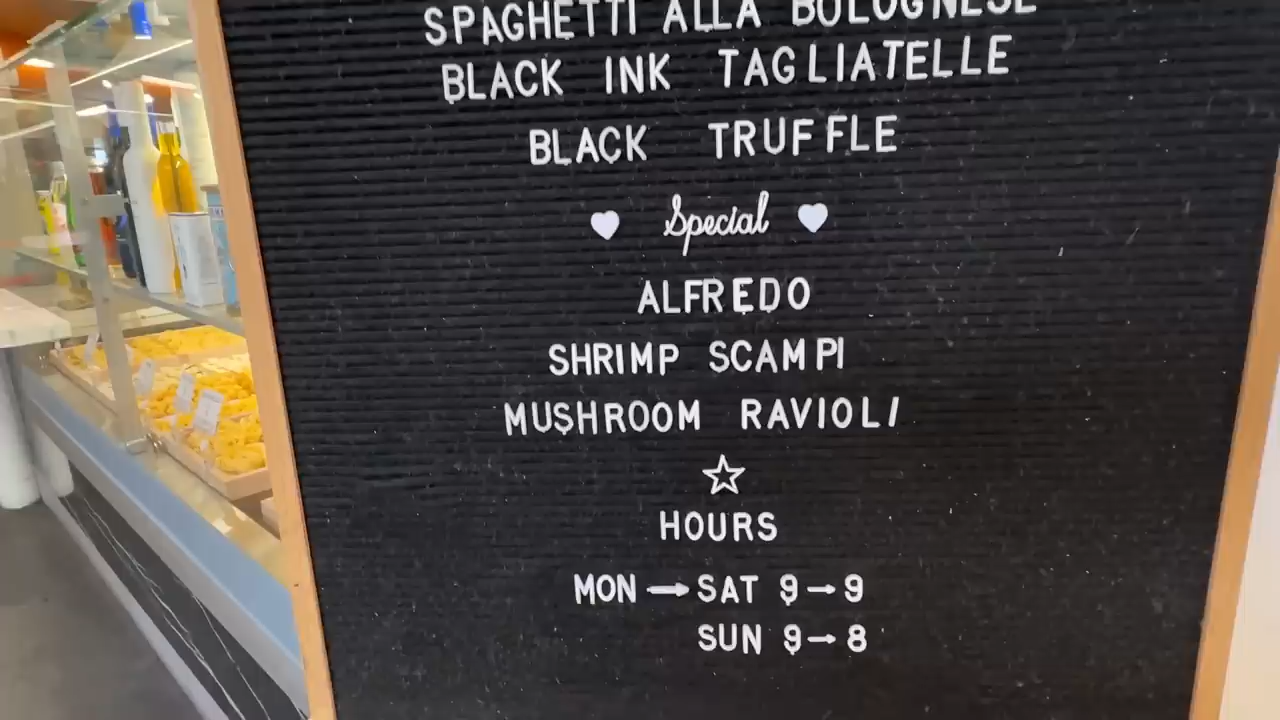 SPAGHETTI ALLA BOLOGNESE
BLACK INK TAGLIATELLE
BLACK TRUFFLE
Special
ALFREDO
SHRIMP SCAMPI
MUSHROOM RAVIOLI
HOURS
MON → SAT 9 → 9
SUN 9 → 8